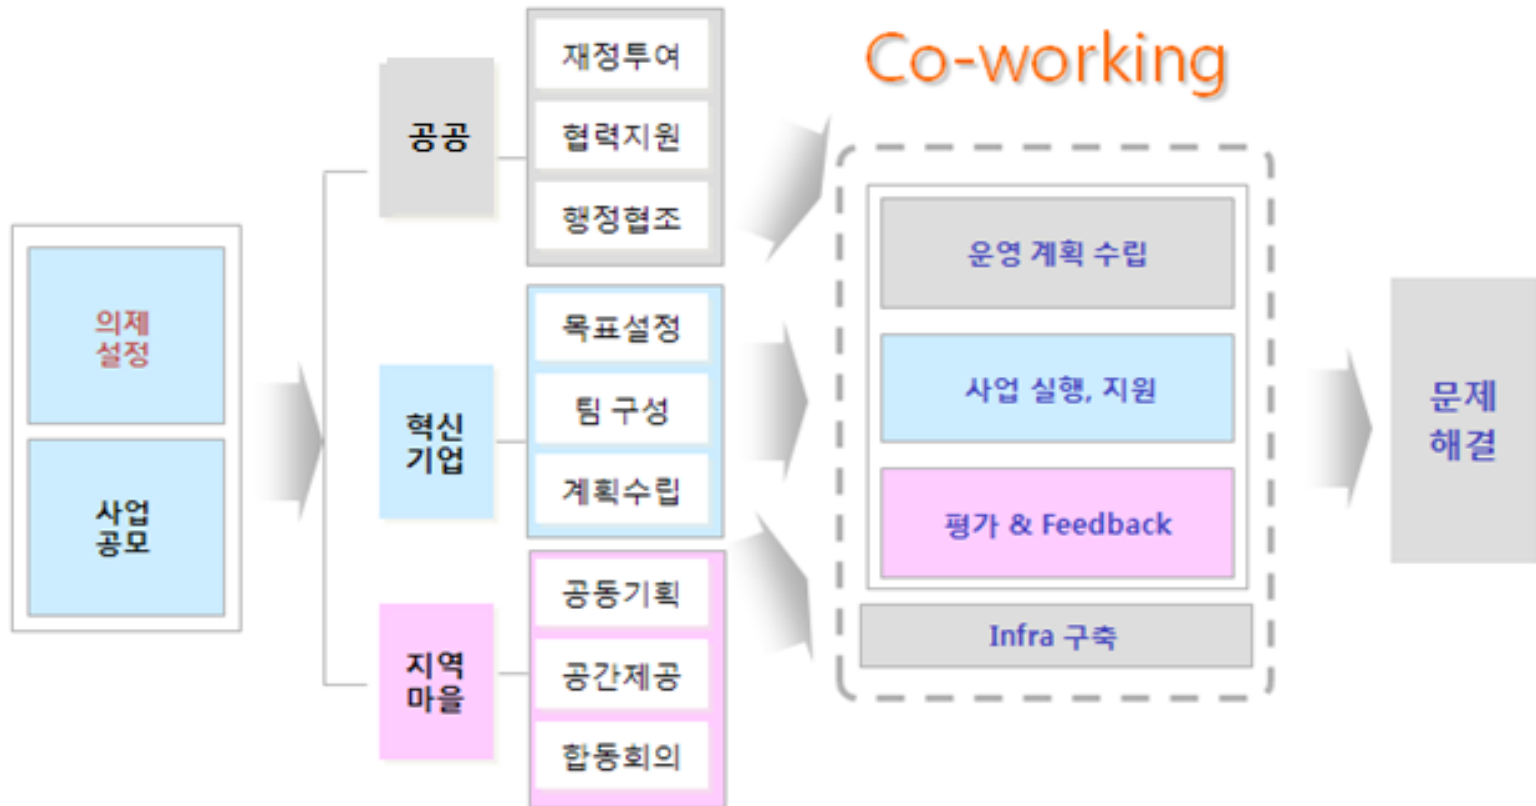 Co-working
의제
설정
사업
공모
공공
재정투여
협력지원
행정협조
혁신
기업
목표설정
팀 구성
계획수립
지역
마을
공동기획
공간제공
합동회의
운영 계획 수립
사업 실행, 지원
평가 & Feedback
Infra 구축
문제
해결